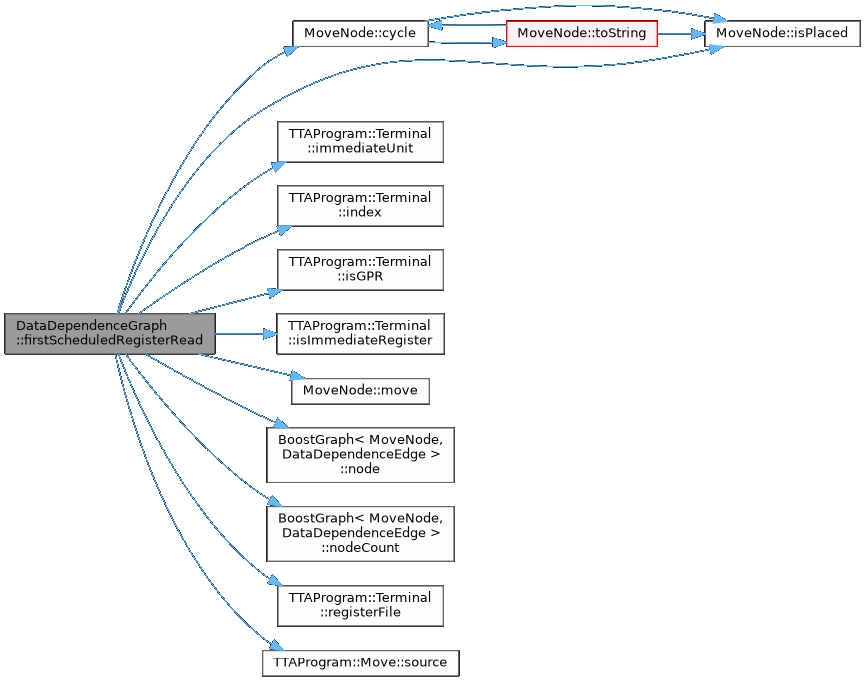 MoveNode::cycle
MoveNode::toString
MoveNode::isPlaced
TTAProgram::Terminal
::immediateUnit
TTAProgram::Terminal
::index
TTAProgram::Terminal
::isGPR
DataDependenceGraph
::firstScheduledRegisterRead
TTAProgram::Terminal
::isImmediateRegister
MoveNode::move
BoostGraph< MoveNode,
DataDependenceEdge >
::node
BoostGraph< MoveNode,
DataDependenceEdge >
::nodeCount
TTAProgram::Terminal
::registerFile
TTAProgram::Move::source